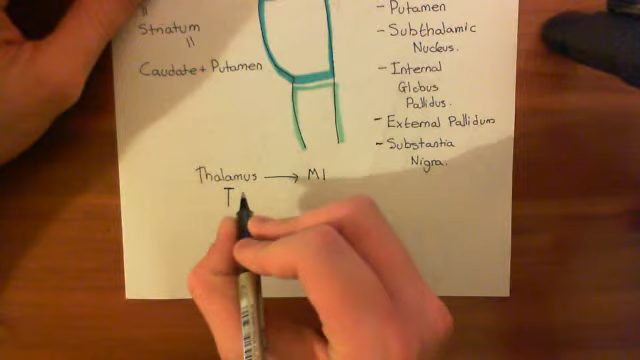 "
Striatum
"
Caudate + Putamen
- Putamen
- Subthalamic
Nucleus.
- Internal
Globus
Pallidus.
- External Pallidum
- Substantia
Nigra.
Thalamus → M1
T